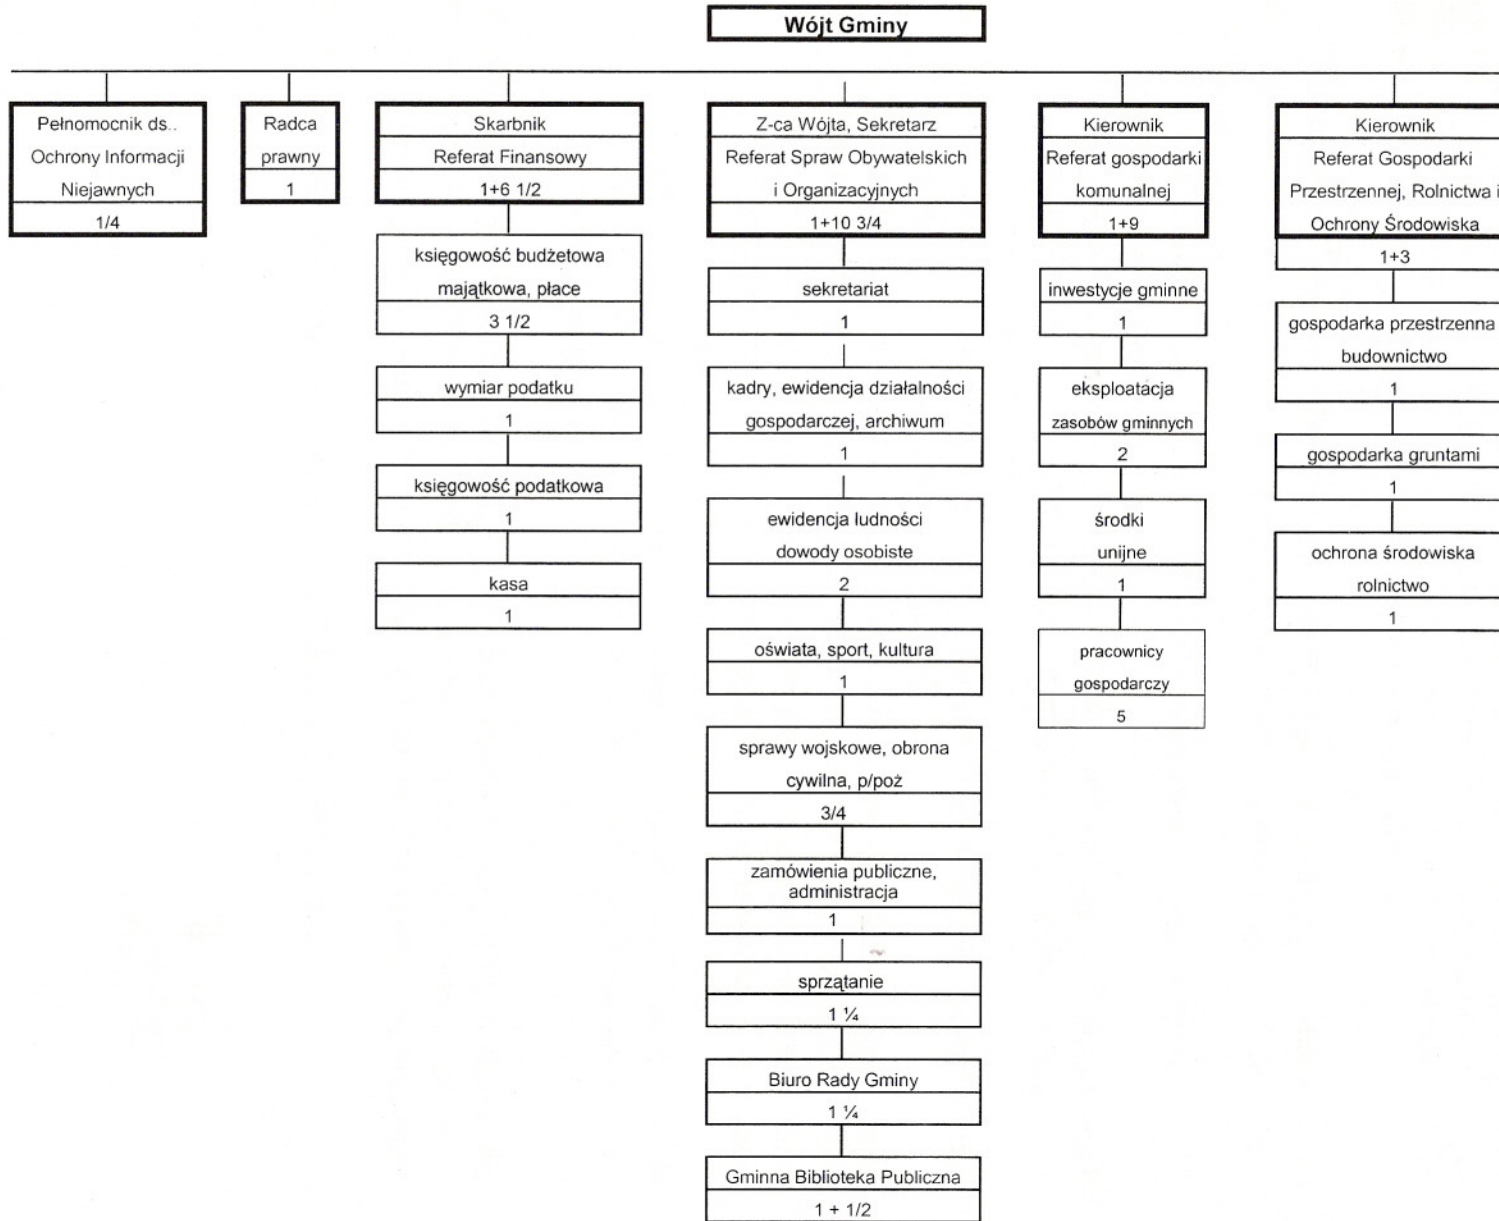 Wójt Gminy
Pełnomocnik ds..
Ochrony Informacji
Niejawnych
1/4
Radca
prawny
1
Skarbnik
Referat Finansowy
1+6 1/2
księgowość budżetowa
majątkowa, płace
3 1/2
wymiar podatku
1
księgowość podatkowa
1
kasa
1
Z-ca Wójta, Sekretarz
Referat Spraw Obywatelskich
i Organizacyjnych
1+10 3/4
sekretariat
1
kadry, ewidencja działalności
gospodarczej, archiwum
1
ewidencja ludności
dowody osobiste
2
oświata, sport, kultura
1
sprawy wojskowe, obrona
cywilna, p/poż
3/4
zamówienia publiczne,
administracja
1
sprzątanie
1 ¼
Biuro Rady Gminy
1 ¼
Gminna Biblioteka Publiczna
1 + 1/2
Kierownik
Referat gospodarki
komunalnej
1+9
inwestycje gminne
1
eksploatacja
zasobów gminnych
2
środki
unijne
1
pracownicy
gospodarczy
5
Kierownik
Referat Gospodarki
Przestrzennej, Rolnictwa i
Ochrony Środowiska
1+3
gospodarka przestrzenna
budownictwo
1
gospodarka gruntami
1
ochrona środowiska
rolnictwo
1